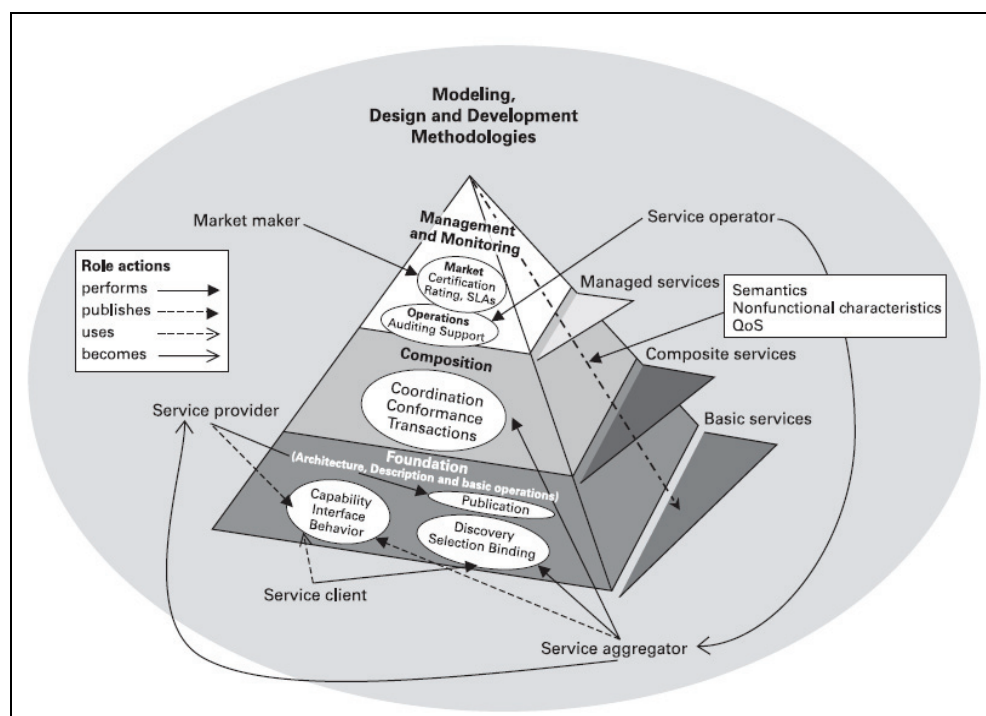 Modeling,
Design and Development
Methodologies
Market maker
Service operator
Management
and Monitoring
Role actions
performs
publishes
uses
becomes
Market
Certification
Rating, SLAs
Managed services
Semantics
Nonfunctional characteristics
QoS
Operations
Auditing Support
Composition
Composite services
Coordination
Conformance
Transactions
Service provider
Basic services
Foundation
(Architecture, Description and basic operations)
Capability
Interface
Behavior
Publication
Discovery
Selection Binding
Service client
Service aggregator